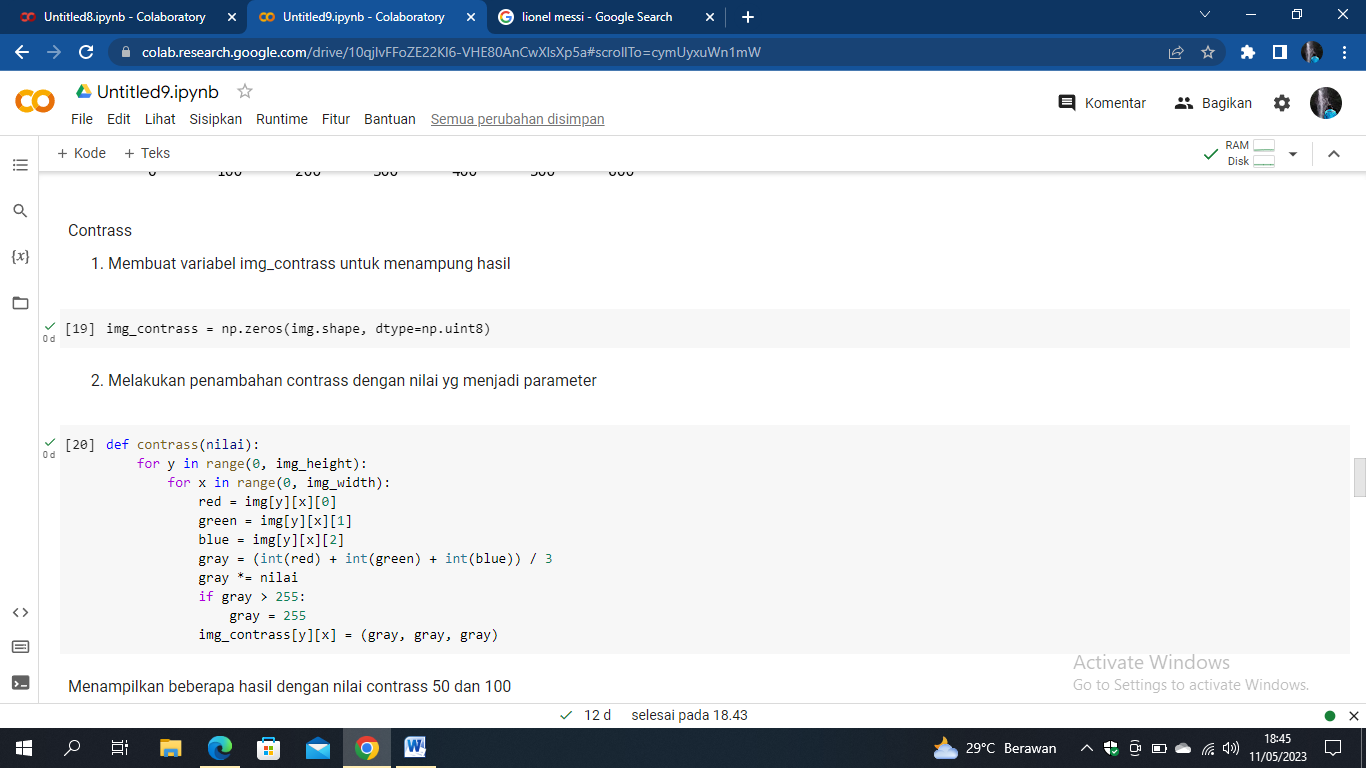 Untitled8.ipynb - Colaboratory
Untitled9.ipynb - Colaboratory
lionel messi - Google Search
colab.research.google.com/drive/10qjlvFFoZE22Kl6-VHE80AnCwXlsXp5a#scrollTo=cymUyxuWn1mW
Untitled9.ipynb
Komentar
Bagikan
File Edit Lihat Sisipkan Runtime Fitur Bantuan Semua perubahan disimpan
+ Kode + Teks
RAM
Disk
0 100 200 300 400 500 600
Contrass
1. Membuat variabel img_contrass untuk menampung hasil
[19] img_contrass = np.zeros(img.shape, dtype=np.uint8)
0 d
2. Melakukan penambahan contrass dengan nilai yg menjadi parameter
[20] def contrass(nilai):
0 d
for y in range(0, img_height):
for x in range(0, img_width):
red = img[y][x][0]
green = img[y][x][1]
blue = img[y][x][2]
gray = (int(red) + int(green) + int(blue)) / 3
gray *= nilai
if gray > 255:
gray = 255
img_contrass[y][x] = (gray, gray, gray)
Menampilkan beberapa hasil dengan nilai contrass 50 dan 100
Activate Windows
Go to Settings to activate Windows.
12 d selesai pada 18.43
29°C Berawan
18:45
11/05/2023